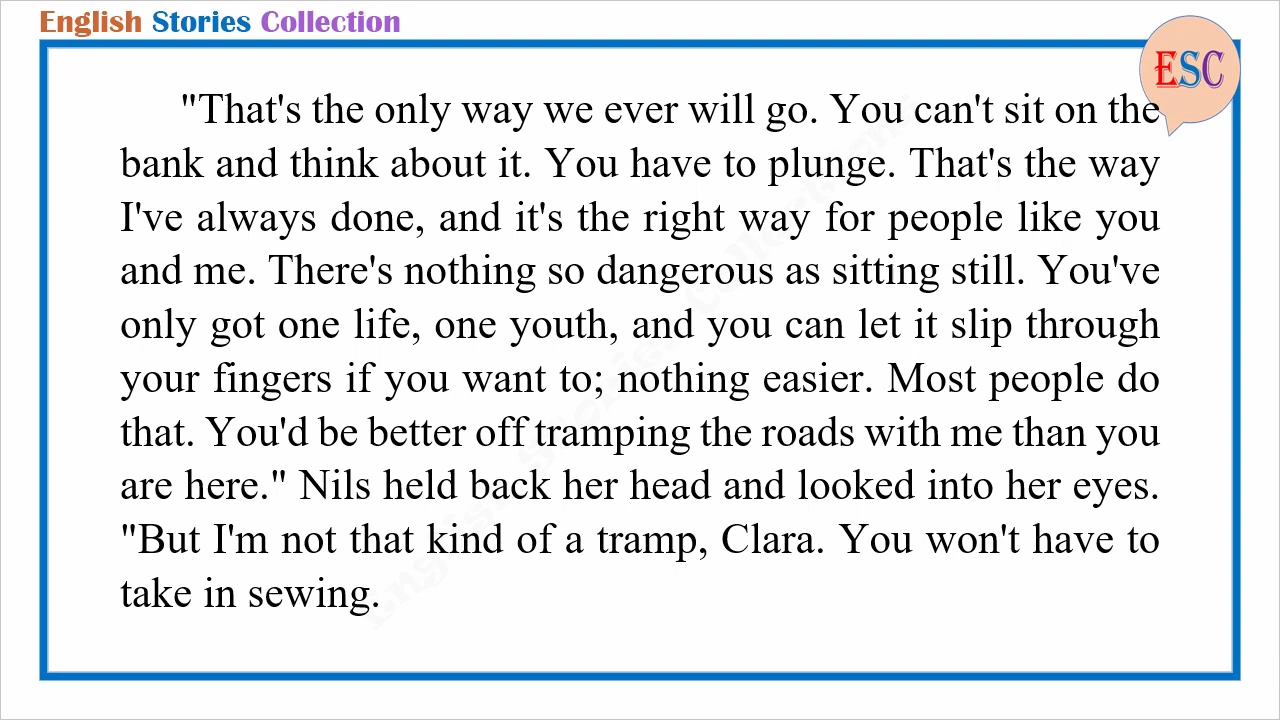 English Stories Collection
ESC
"That's the only way we ever will go. You can't sit on the
bank and think about it. You have to plunge. That's the way
I've always done, and it's the right way for people like you
and me. There's nothing so dangerous as sitting still. You've
only got one life, one youth, and you can let it slip through
your fingers if you want to; nothing easier. Most people do
that. You'd be better off tramping the roads with me than you
are here." Nils held back her head and looked into her eyes.
"But I'm not that kind of a tramp, Clara. You won't have to
take in sewing.
English Stories Collection